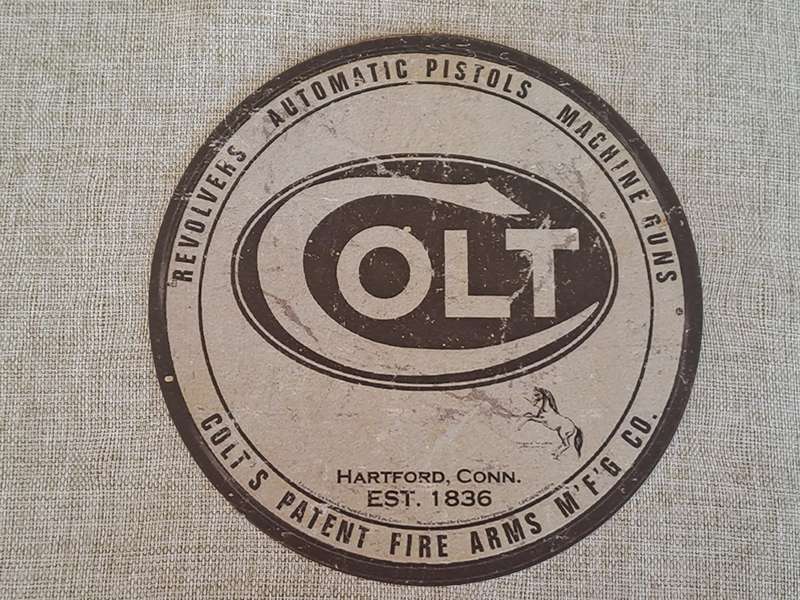 REVOLVERS AUTOMATIC PISTOLS MACHINE GUNS
COLT
HARTFORD, CONN.
EST. 1836
COLT'S PATENT FIRE ARMS M'F'G CO.